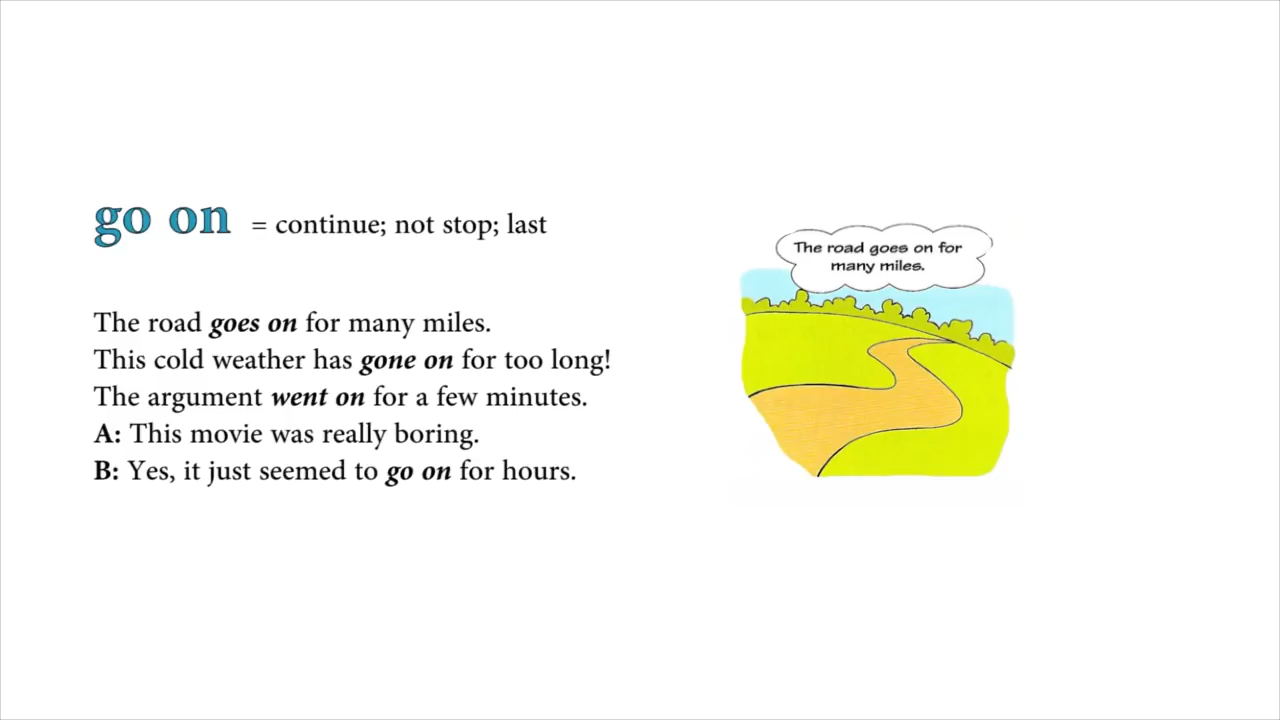 go on = continue; not stop; last
The road goes on for many miles.
This cold weather has gone on for too long!
The argument went on for a few minutes.
A: This movie was really boring.
B: Yes, it just seemed to go on for hours.
The road goes on for
many miles.